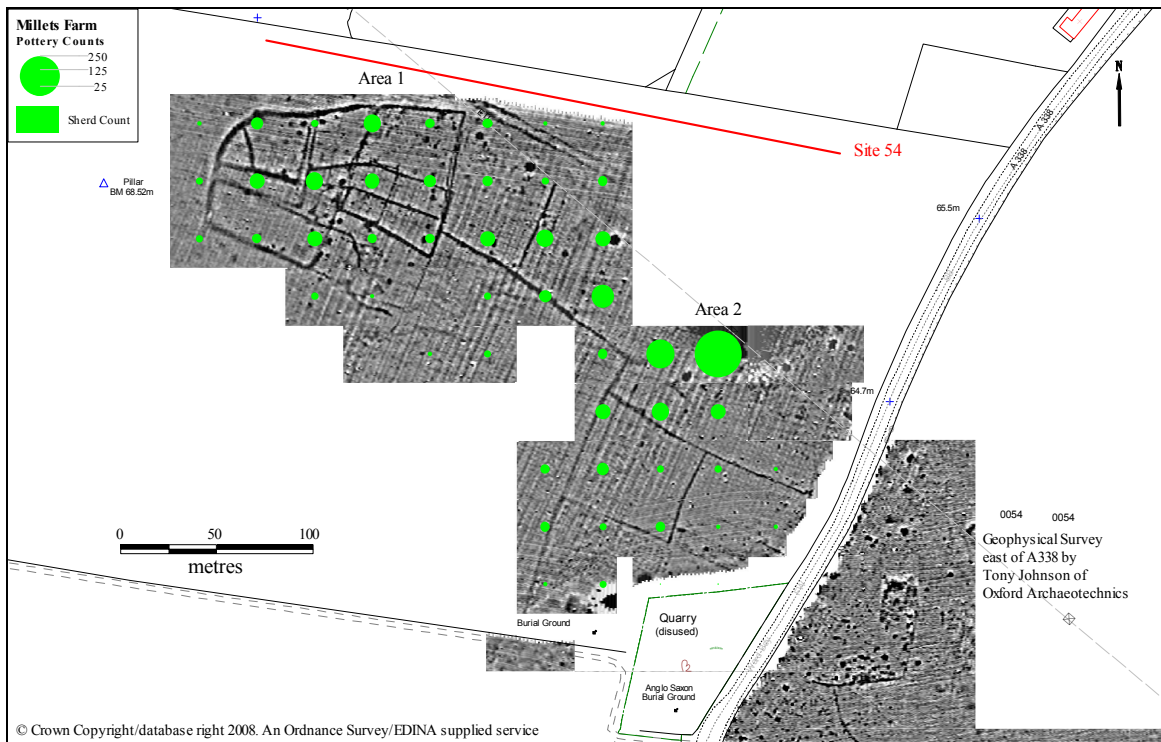 Millets Farm
Pottery Counts
250
125
25
Sherd Count
Area 1
N
A 338
A 338
Site 54
Pillar
BM 68.52m
65.5m
Area 2
64.7m
0 50 100
metres
0054 0054
Geophysical Survey
east of A338 by
Tony Johnson of
Oxford Archaeotechnics
Burial Ground
Quarry
(disused)
Anglo Saxon
Burial Ground
© Crown Copyright/database right 2008. An Ordnance Survey/EDINA supplied service